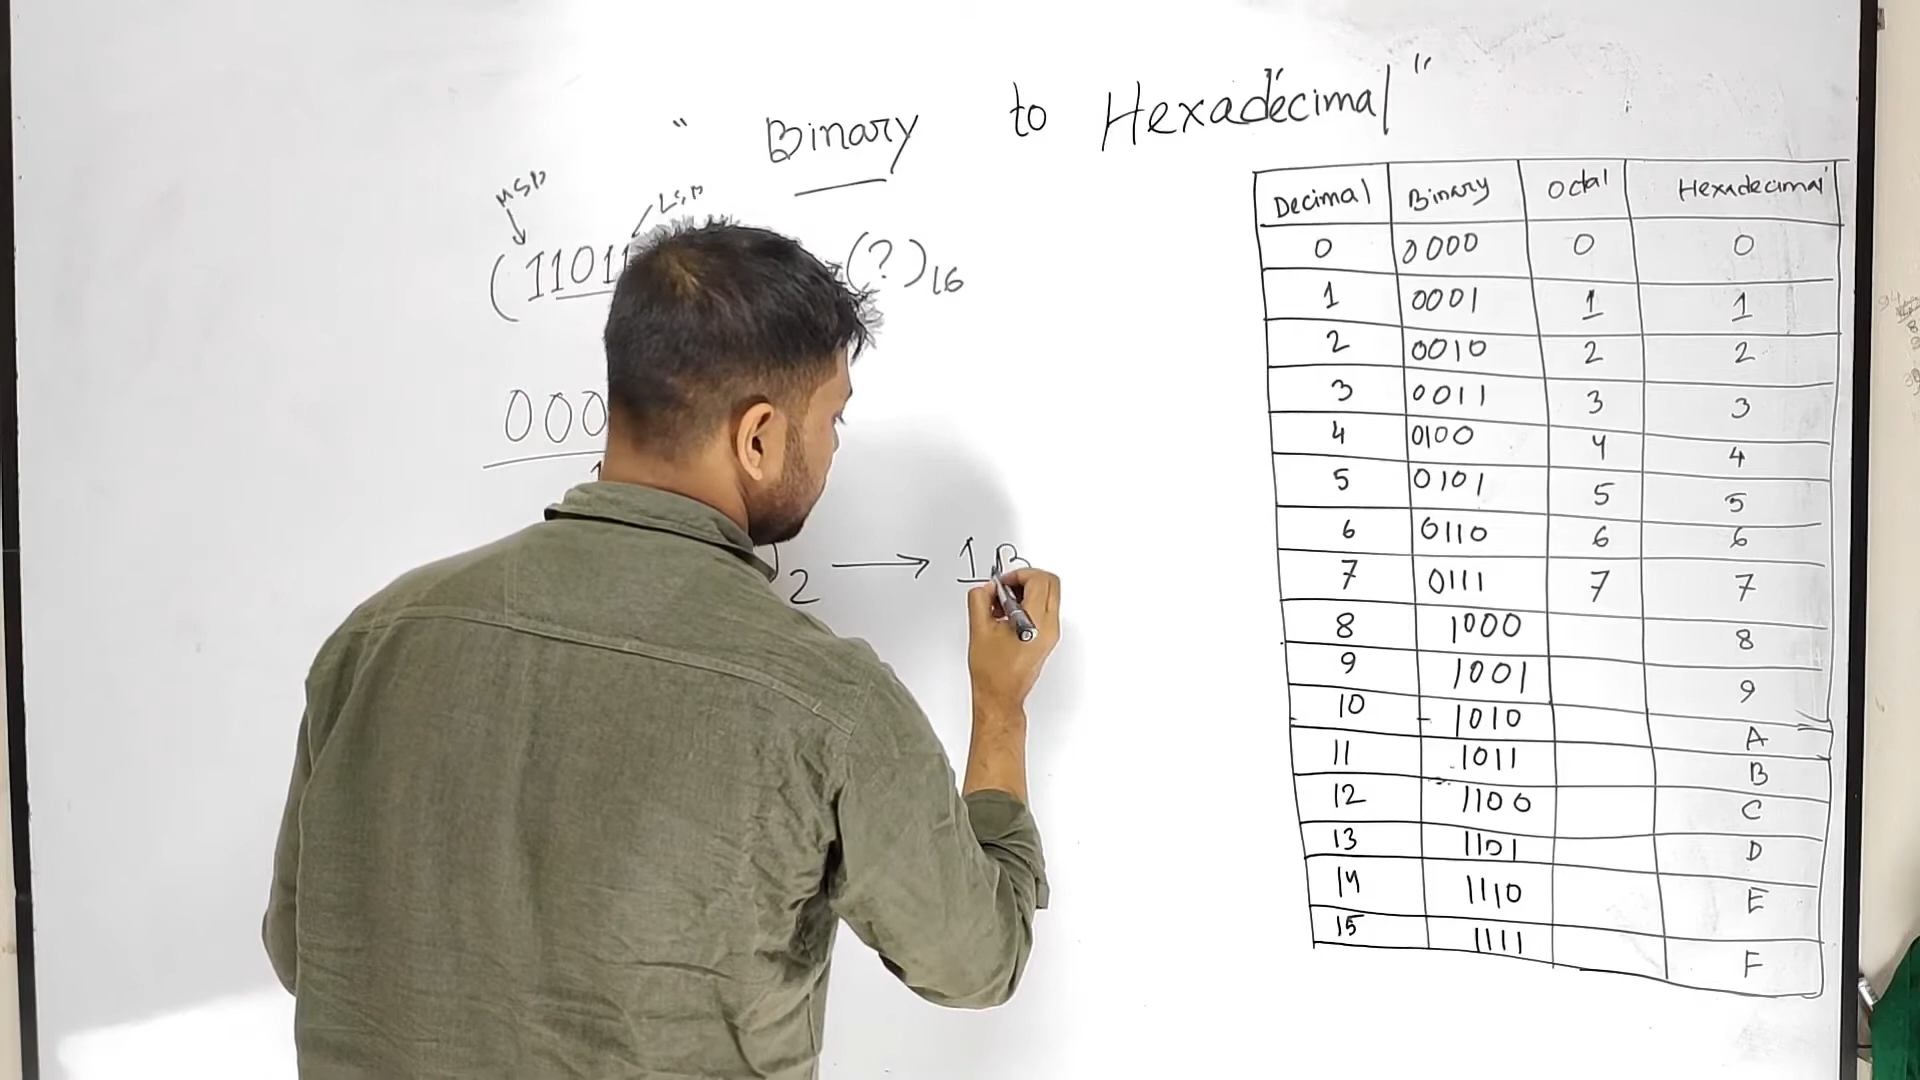 " Binary to Hexadecimal"
MSD
LSD
(11011
(?)16
000
2 → 1B
Decimal Binary Octal Hexadecimal
0 0000 0 0
1 0001 1 1
2 0010 2 2
3 0011 3 3
4 0100 4 4
5 0101 5 5
6 0110 6 6
7 0111 7 7
8 1000 8
9 1001 9
10 1010 A
11 1011 B
12 1100 C
13 1101 D
14 1110 E
15 1111 F